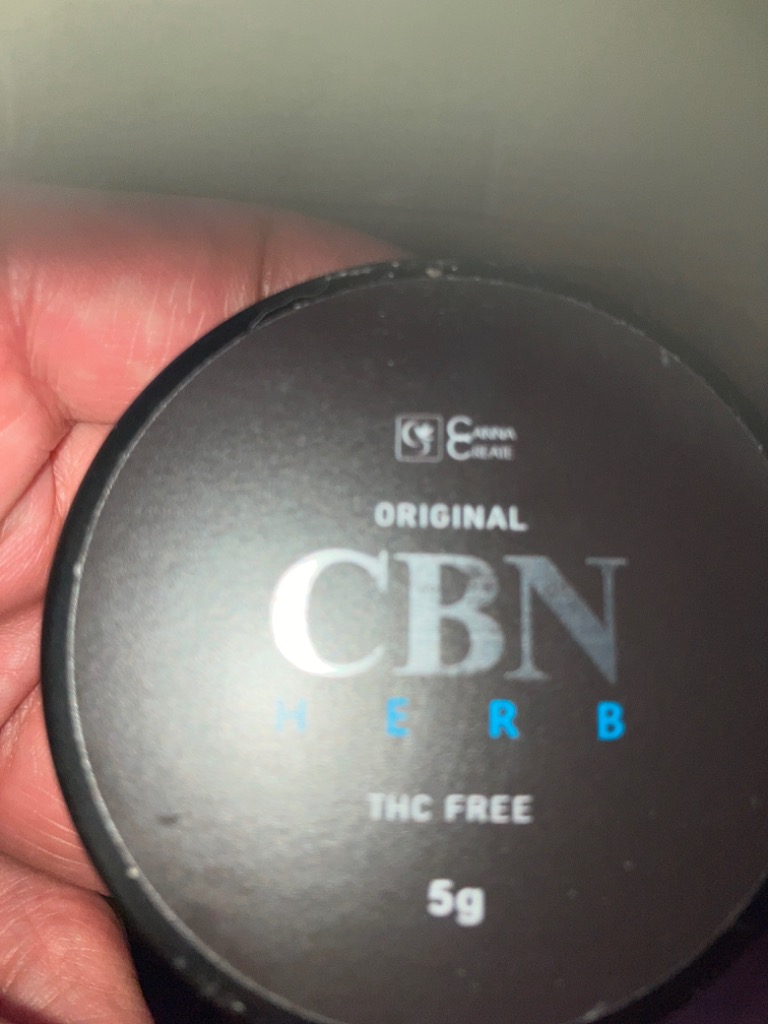 CANNA
CREATE
ORIGINAL
CBN
HERB
THC FREE
5g